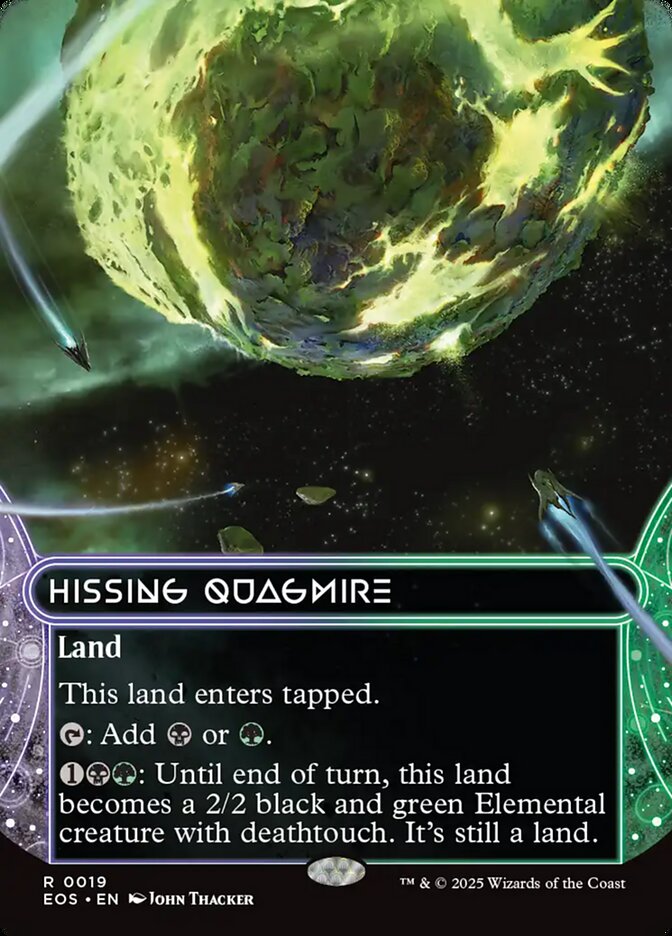 HISSING QUAGMIRE
Land
This land enters tapped.
: Add or .
1: Until end of turn, this land
becomes a 2/2 black and green Elemental
creature with deathtouch. It's still a land.
R 0019
EOS • EN JOHN THACKER
™ & © 2025 Wizards of the Coast